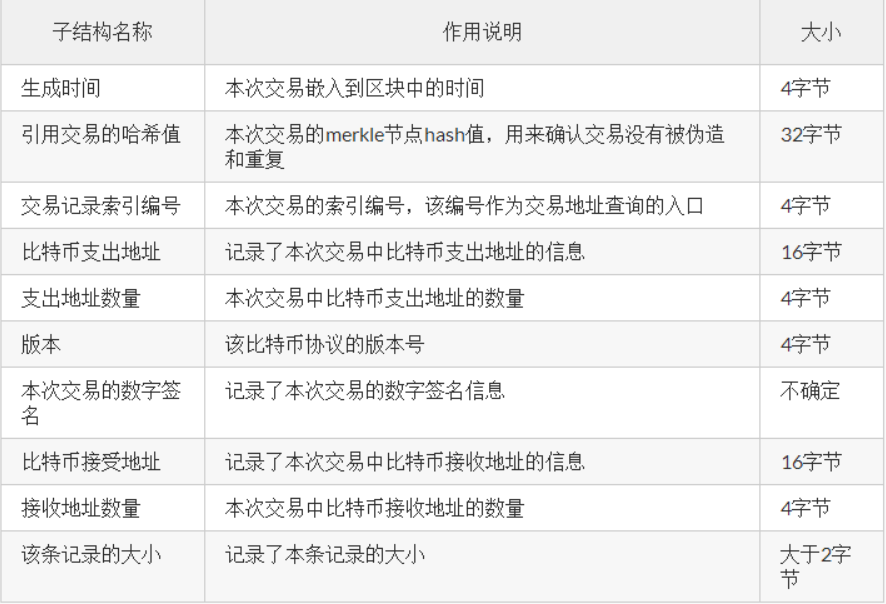 子结构名称 作用说明 大小
生成时间 本次交易嵌入到区块中的时间 4字节
引用交易的哈希值 本次交易的merkle节点hash值，用来确认交易没有被伪造 32字节
和重复
交易记录索引编号 本次交易的索引编号，该编号作为交易地址查询的入口 4字节
比特币支出地址 记录了本次交易中比特币支出地址的信息 16字节
支出地址数量 本次交易中比特币支出地址的数量 4字节
版本 该比特币协议的版本号 4字节
本次交易的数字签 记录了本次交易的数字签名信息 不确定
名
比特币接受地址 记录了本次交易中比特币接收地址的信息 16字节
接收地址数量 本次交易中比特币接收地址的数量 4字节
该条记录的大小 记录了本条记录的大小 大于2字
节